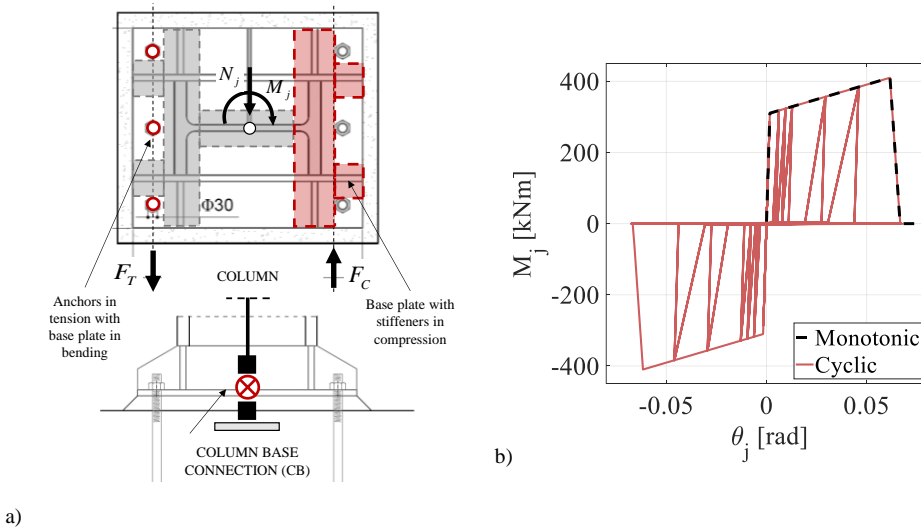 a)
N_j
M_j
Φ30
F_T
F_C
COLUMN
Anchors in
tension with
base plate in
bending
Base plate with
stiffeners in
compression
COLUMN BASE
CONNECTION (CB)
a)
b)
M_j [kNm]
400
200
0
-200
-400
-0.05
0
0.05
θ_j [rad]
Monotonic
Cyclic